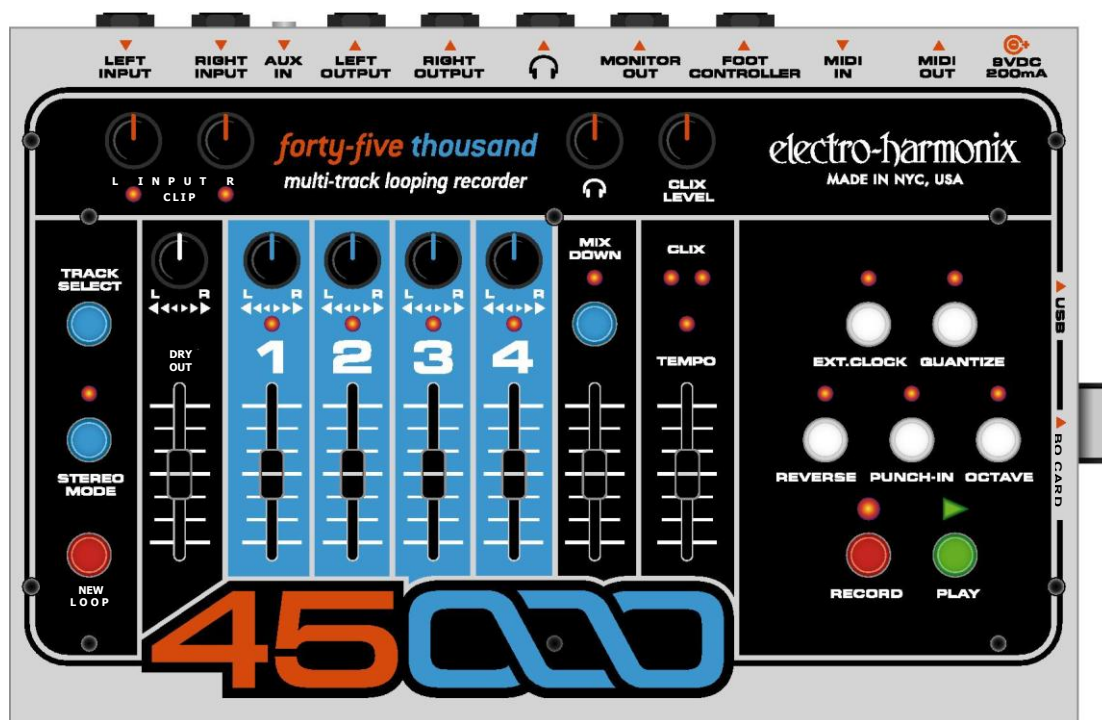 LEFT INPUT
RIGHT INPUT
AUX IN
LEFT OUTPUT
RIGHT OUTPUT
MONITOR OUT
FOOT CONTROLLER
MIDI IN
MIDI OUT
9VDC 200mA
forty-five thousand
multi-track looping recorder
electro-harmonix
MADE IN NYC, USA
L INPUT R
CLIP
CLIX
LEVEL
TRACK
SELECT
L R
L R
L R
L R
L R
MIX
DOWN
CLIX
DRY
OUT
1
2
3
4
TEMPO
EXT.CLOCK
QUANTIZE
USB
STEREO
MODE
REVERSE
PUNCH-IN
OCTAVE
NEW
LOOP
RECORD
PLAY
45000